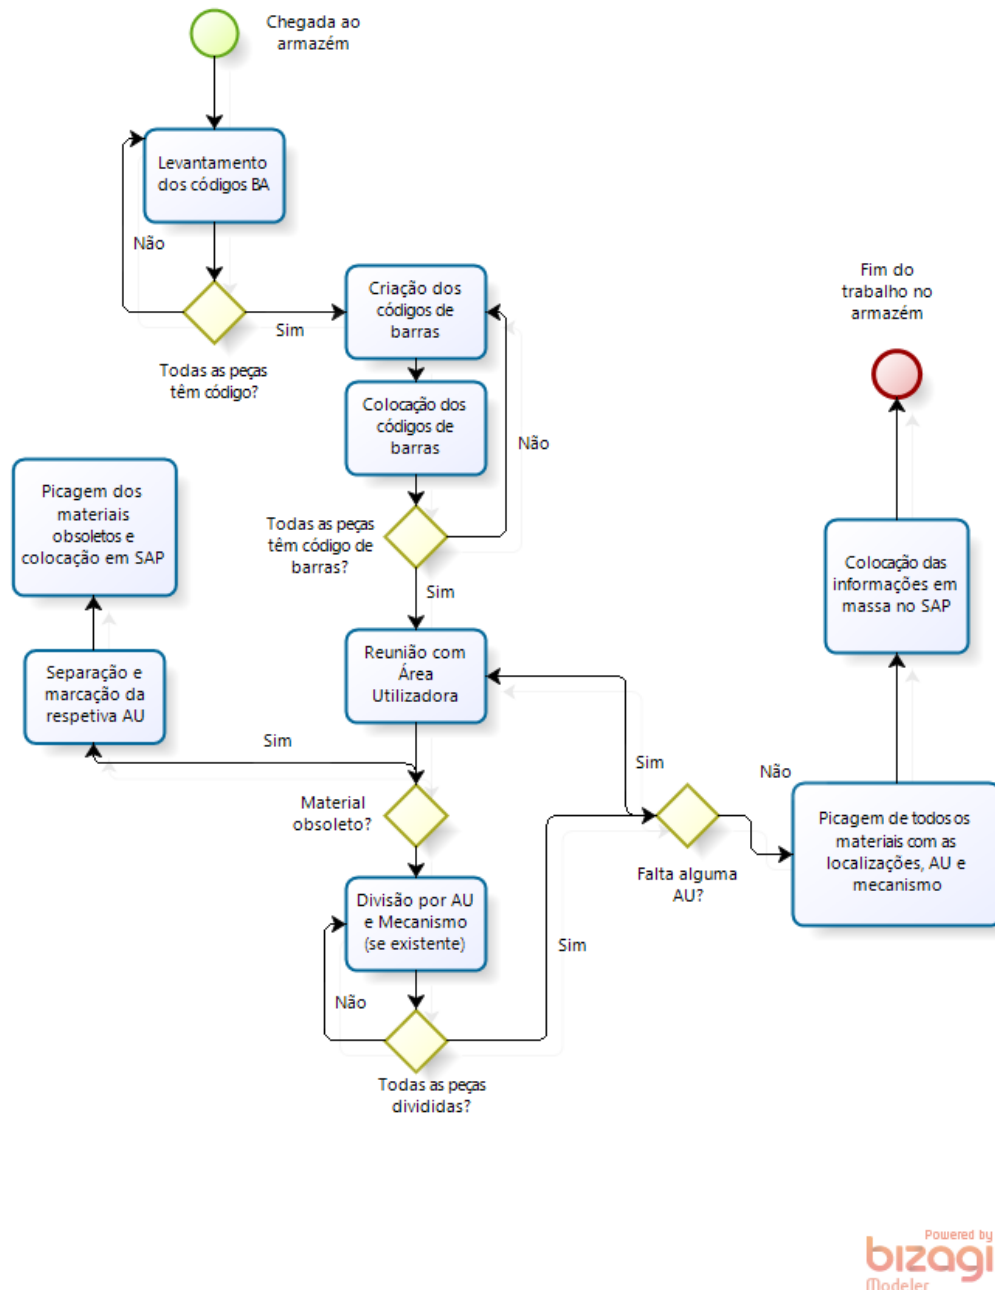 Chegada ao
armazém
Levantamento
dos códigos BA
Não
Sim
Todas as peças
têm código?
Criação dos
códigos de
barras
Colocação dos
códigos de
barras
Não
Todas as peças
têm código de
barras?
Sim
Fim do
trabalho no
armazém
Picagem dos
materiais
obsoletos e
colocação em SAP
Colocação das
informações em
massa no SAP
Separação e
marcação da
respetiva AU
Reunião com
Área
Utilizadora
Sim
Material
obsoleto?
Sim
Não
Falta alguma
AU?
Picagem de todos os
materiais com as
localizações, AU e
mecanismo
Divisão por AU
e Mecanismo
(se existente)
Sim
Não
Todas as peças
divididas?
Powered by
bizagi
Modeler